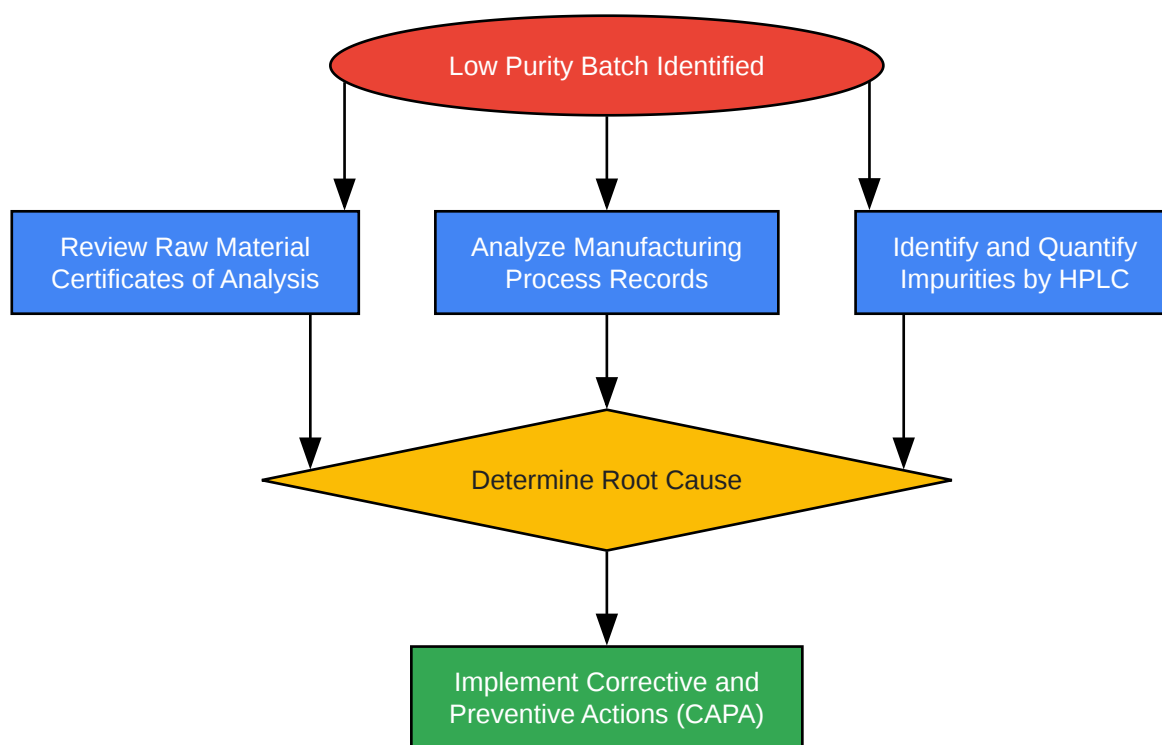 Low Purity Batch Identified
Review Raw Material
Certificates of Analysis
Analyze Manufacturing
Process Records
Identify and Quantify
Impurities by HPLC
Determine Root Cause
Implement Corrective and
Preventive Actions (CAPA)